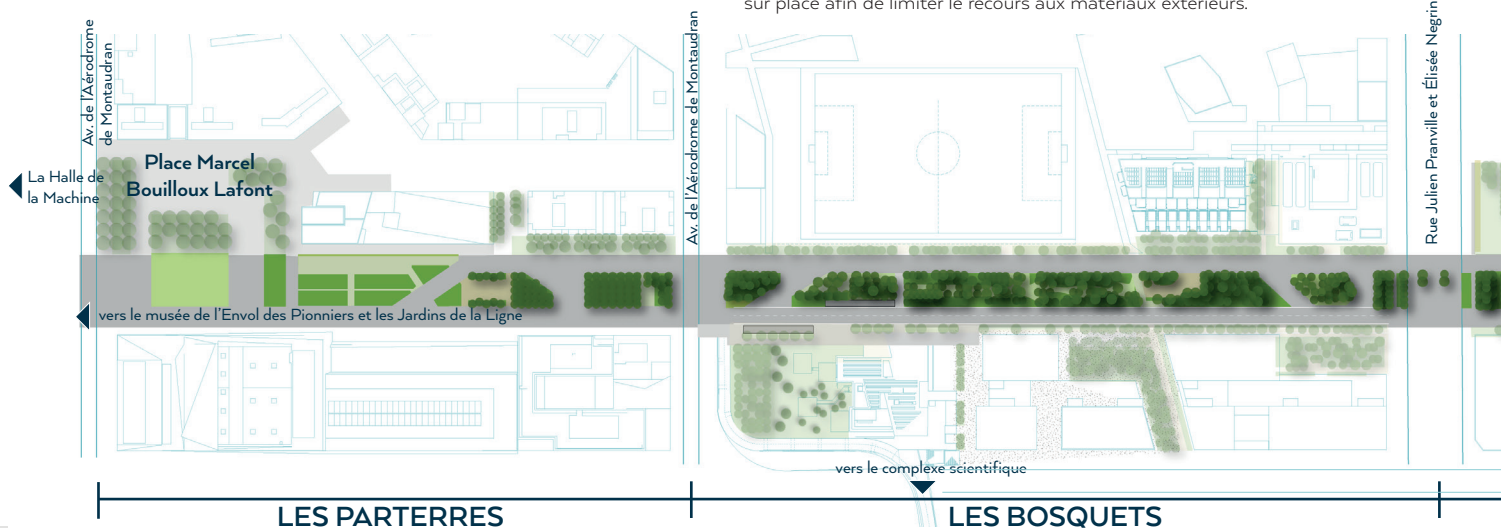 sur place afin de limiter le recours aux matériaux extérieurs.
Av. de l'Aérodrome
de Montaudran
Av. de l'Aérodrome de Montaudran
Rue Julien Pranville et Élisée Negrin
Place Marcel
Bouilloux Lafont
La Halle de
la Machine
vers le musée de l'Envol des Pionniers et les Jardins de la Ligne
vers le complexe scientifique
LES PARTERRES
LES BOSQUETS